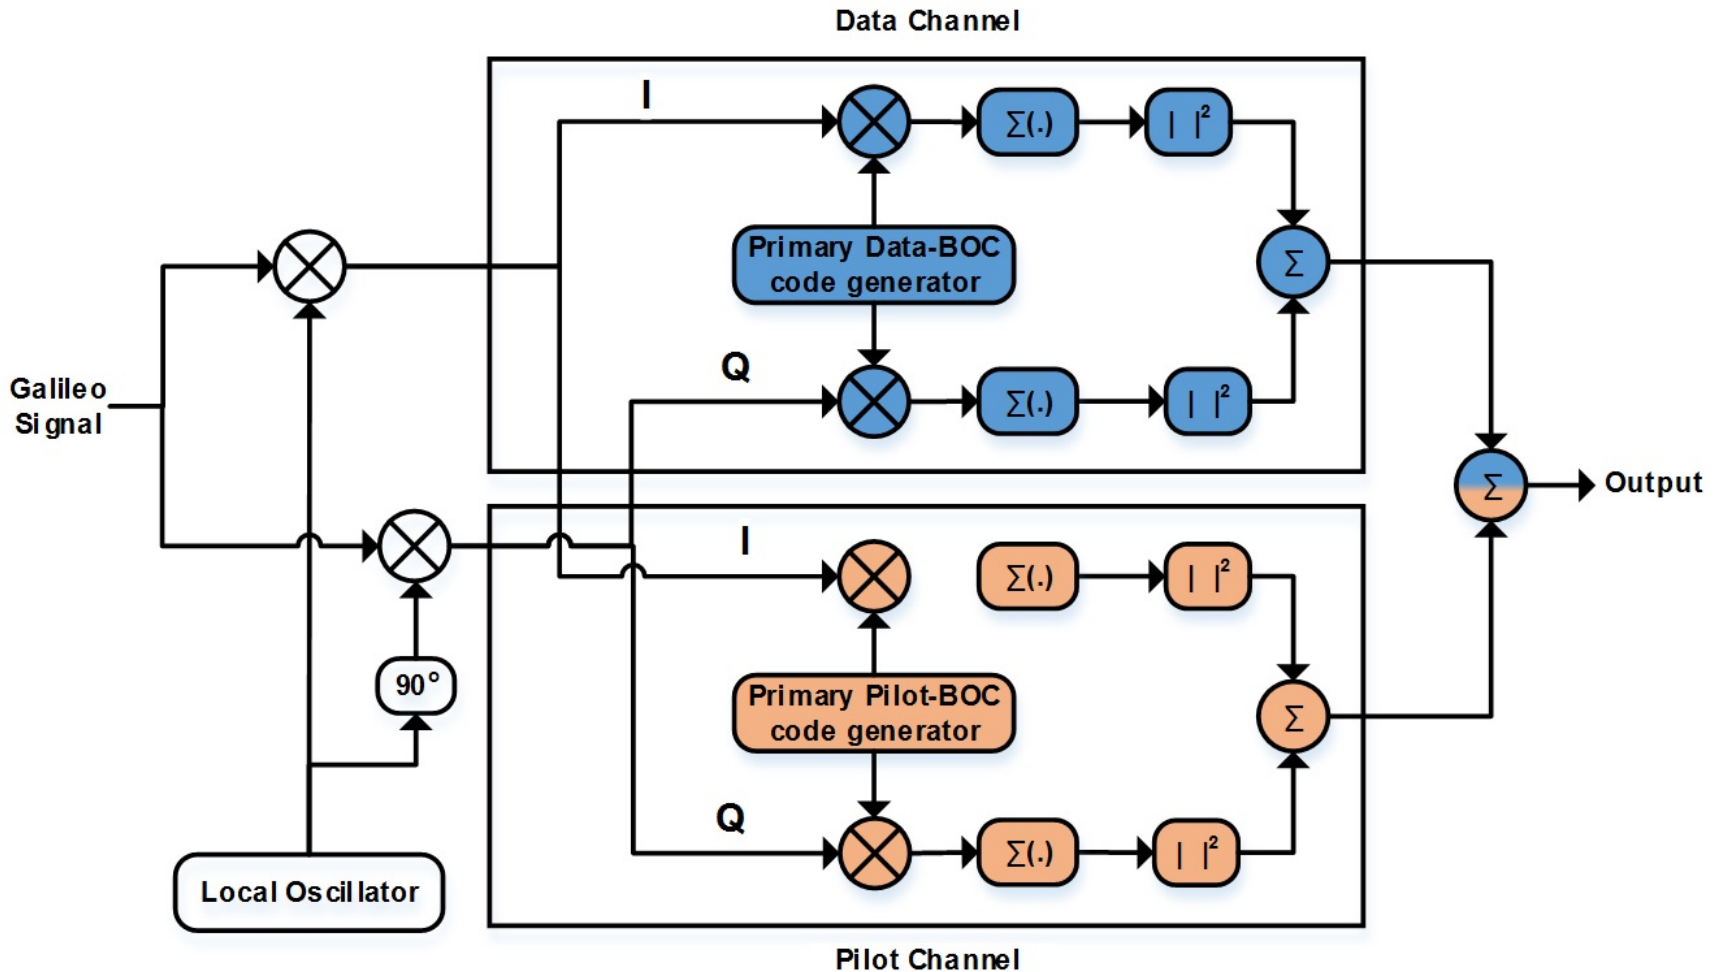 Data Channel
I
Σ(.)
| |²
Primary Data-BOC
code generator
Σ
Q
Σ(.)
| |²
Galileo
Signal
Σ
Output
I
Σ(.)
| |²
90°
Primary Pilot-BOC
code generator
Σ
Q
Σ(.)
| |²
Local Oscillator
Pilot Channel